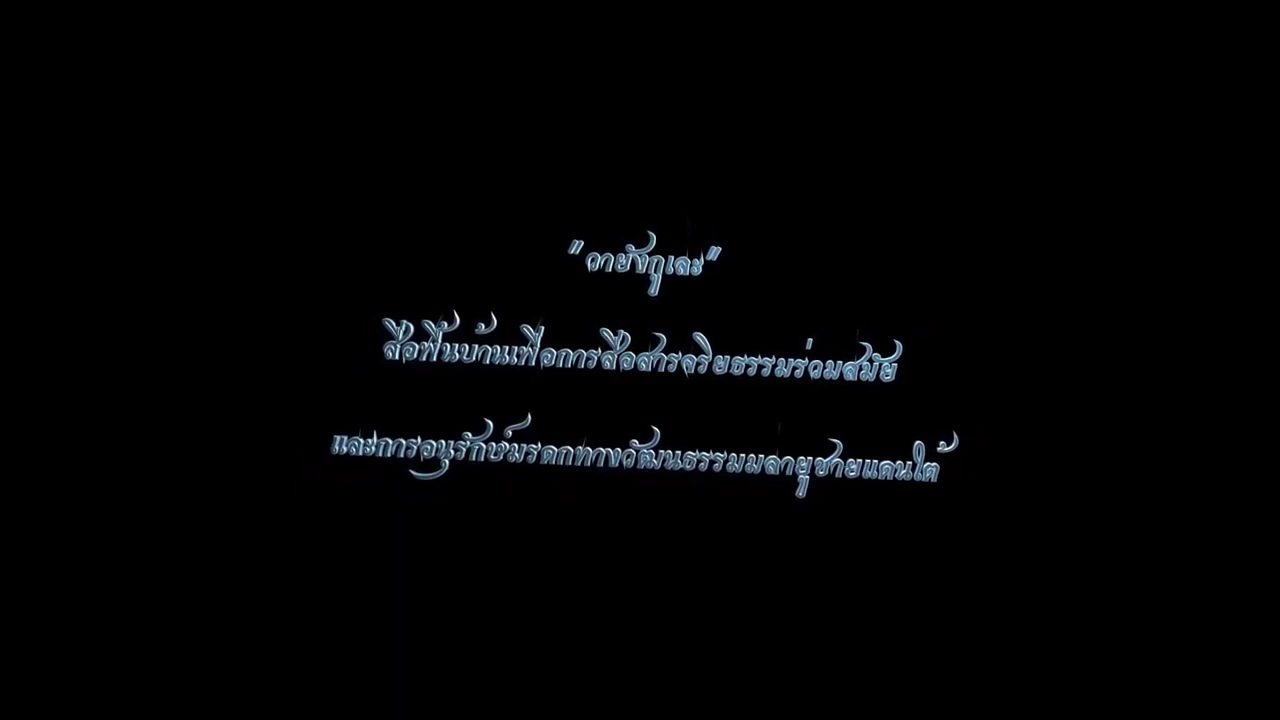 "วายังกูเละ"
สื่อพื้นบ้านเพื่อการสื่อสารจริยธรรมร่วมสมัย
และการอนุรักษ์มรดกทางวัฒนธรรมมลายูชายแดนใต้